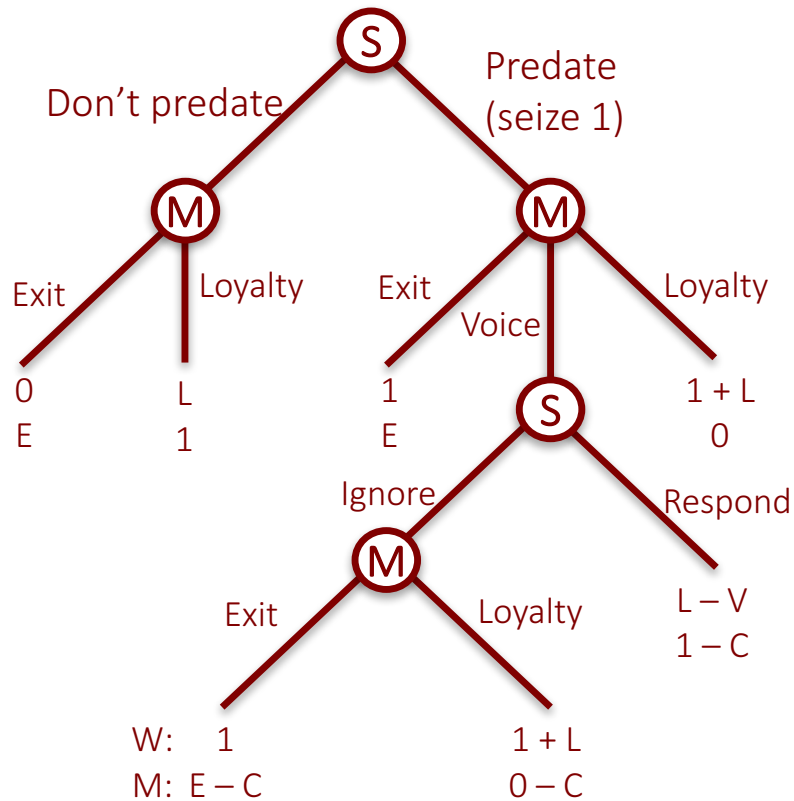 S
Predate
(seize 1)
Don’t predate
M
M
Exit
Loyalty
Exit
Voice
Loyalty
0
E
L
1
1
E
1 + L
0
S
Ignore
Respond
M
L – V
1 – C
Exit
Loyalty
W: 1 1 + L
M: E – C 0 – C